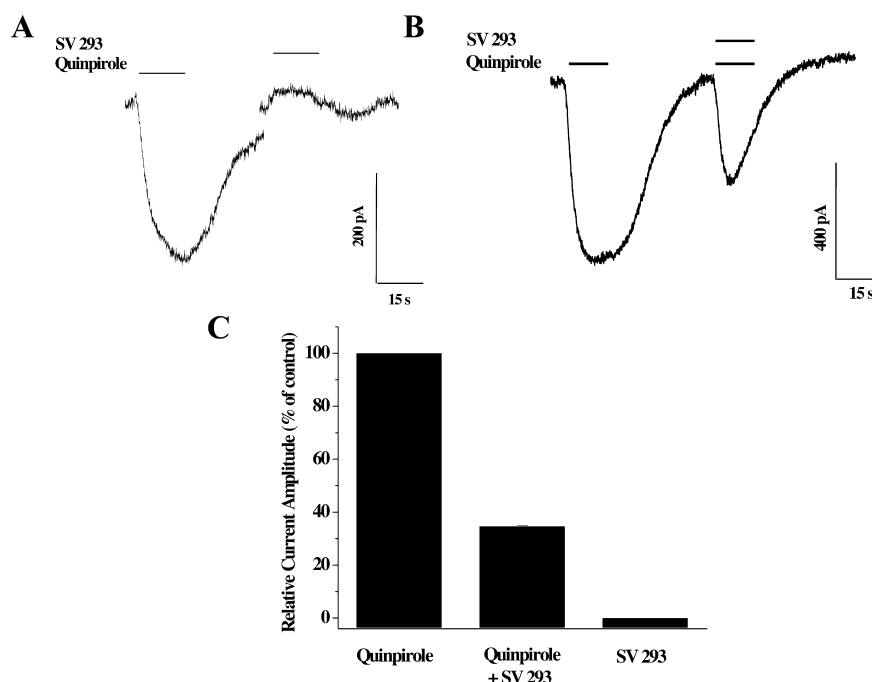 A
SV 293
Quinpirole
200 pA
15 s
B
SV 293
Quinpirole
400 pA
15 s
C
Relative Current Amplitude (% of control)
100
80
60
40
20
0
Quinpirole
Quinpirole
+ SV 293
SV 293